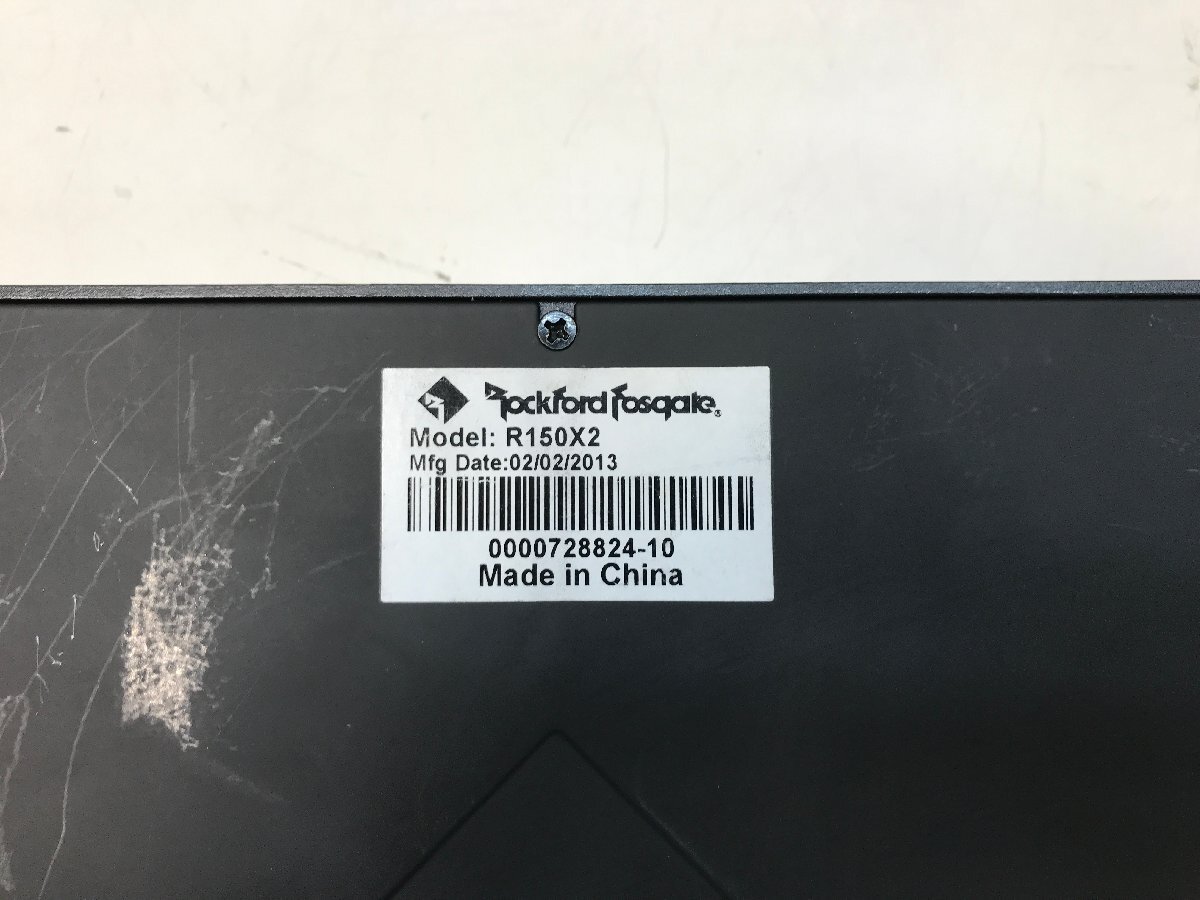 Rockford Fosgate®
Model: R150X2
Mfg Date:02/02/2013
0000728824-10
Made in China